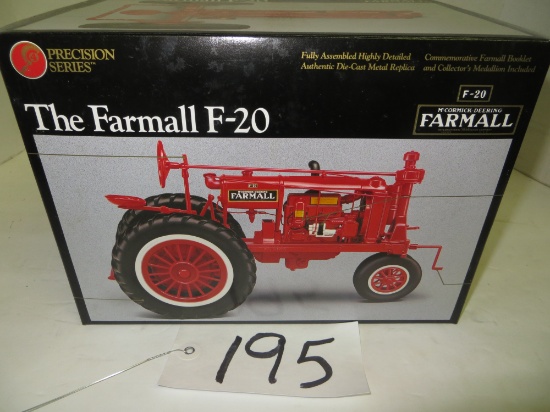 PRECISION
SERIES™
Fully Assembled Highly Detailed
Authentic Die-Cast Metal Replica
Commemorative Farmall Booklet
and Collector's Medallion Included
The Farmall F-20
F-20
McCORMICK-DEERING
FARMALL
FARMALL
195